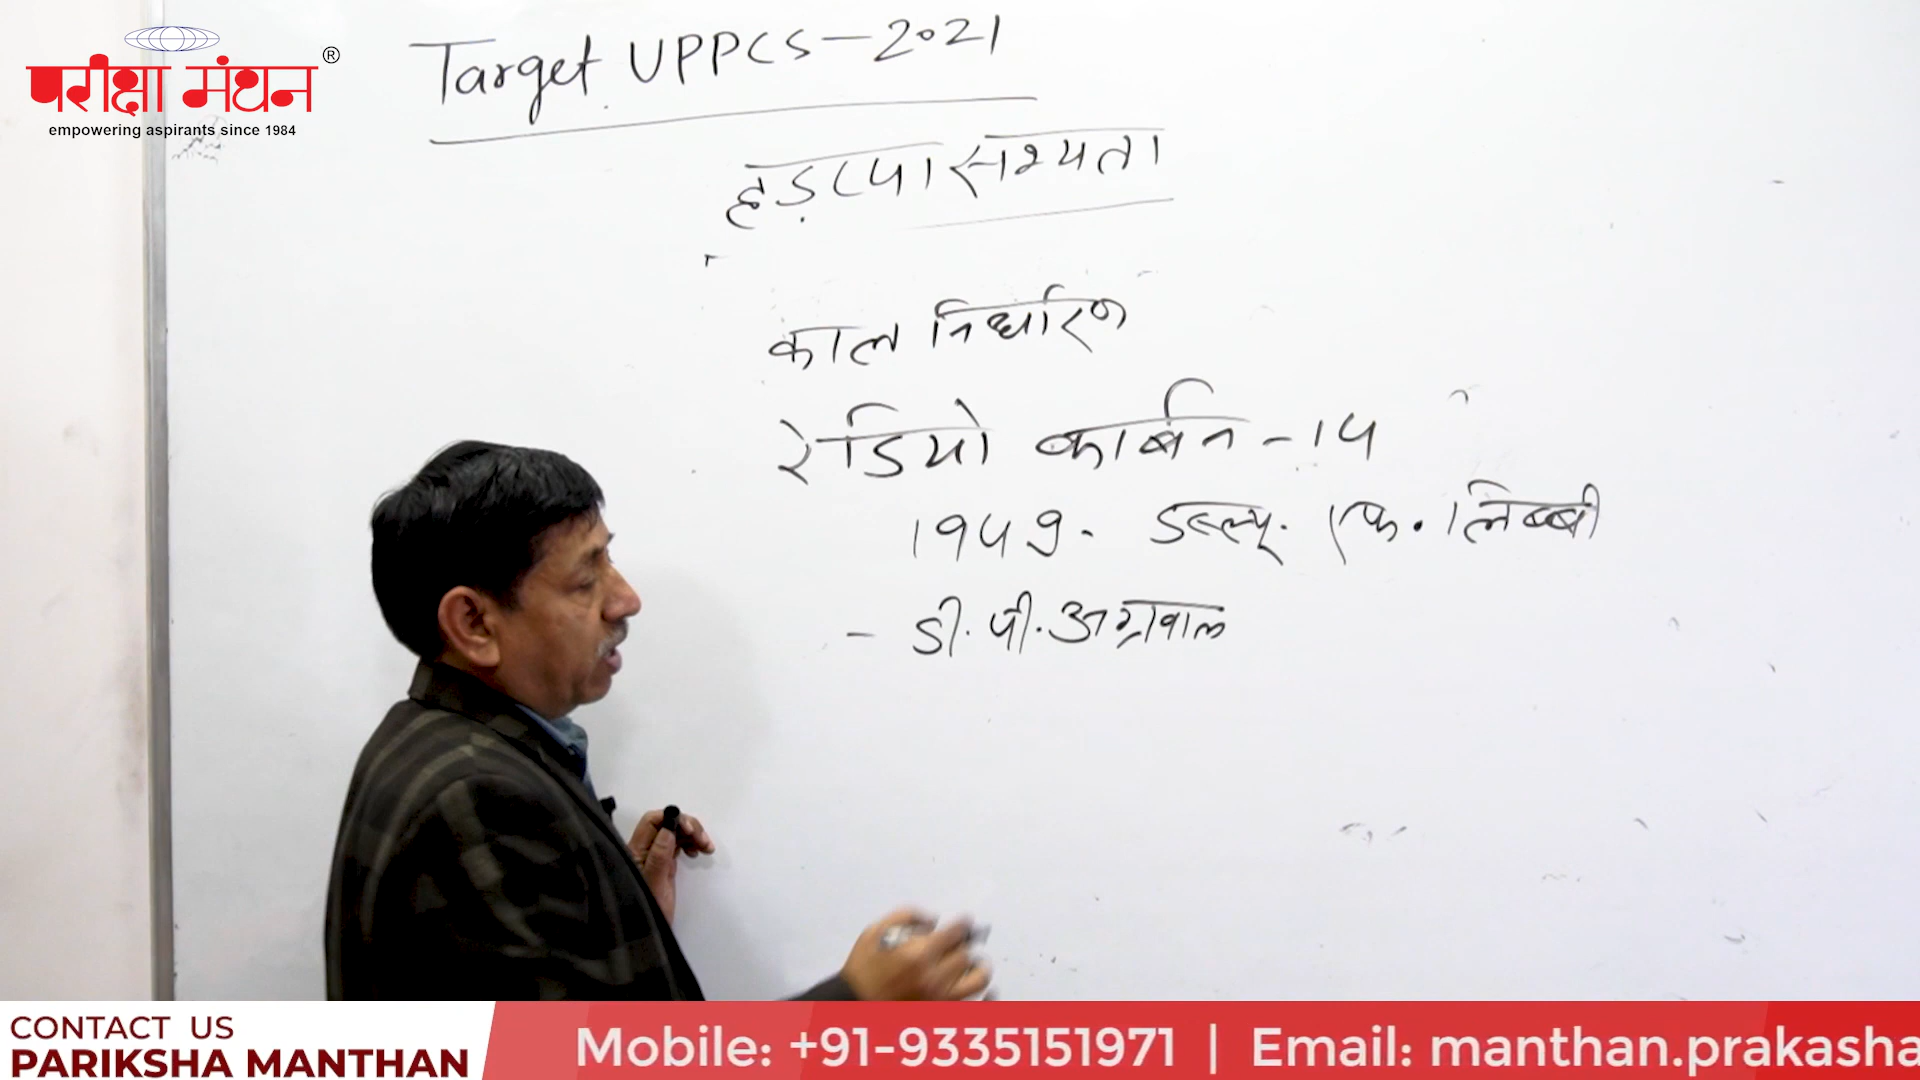 परीक्षा मंथन ®
empowering aspirants since 1984
Target UPPCS-2021
हड़प्पा सभ्यता
काल निर्धारण
रेडियो कार्बन-14
1949. डब्ल्यू. एफ. लिब्बी
- डी. पी. अग्रवाल
CONTACT US
PARIKSHA MANTHAN
Mobile: +91-9335151971 | Email: manthan.prakasha